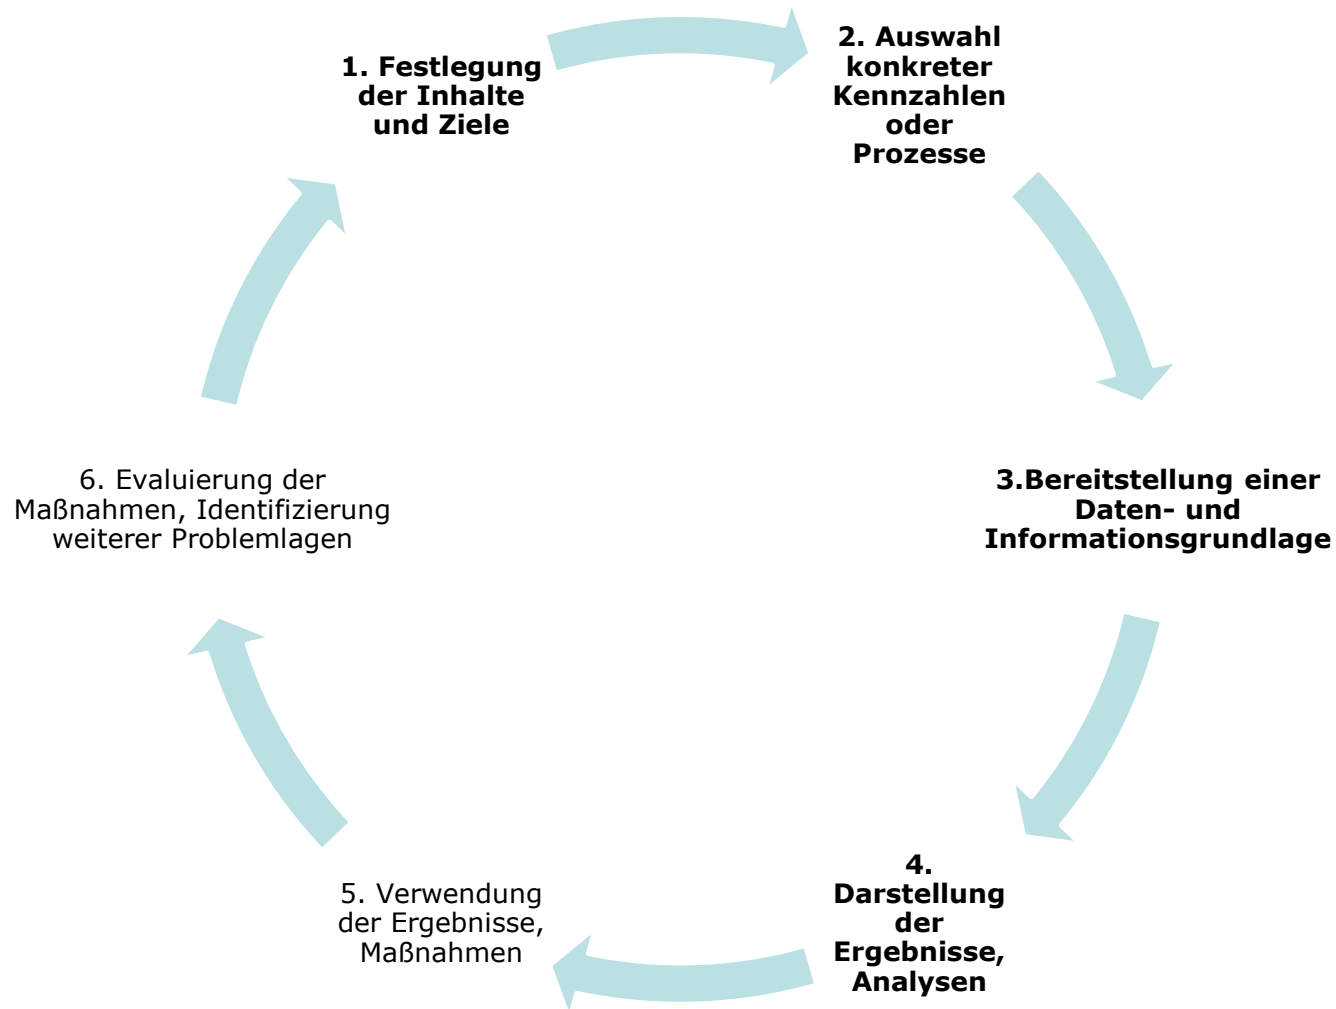 1. Festlegung
der Inhalte
und Ziele
2. Auswahl
konkreter
Kennzahlen
oder
Prozesse
3.Bereitstellung einer
Daten- und
Informationsgrundlage
4.
Darstellung
der
Ergebnisse,
Analysen
5. Verwendung
der Ergebnisse,
Maßnahmen
6. Evaluierung der
Maßnahmen, Identifizierung
weiterer Problemlagen